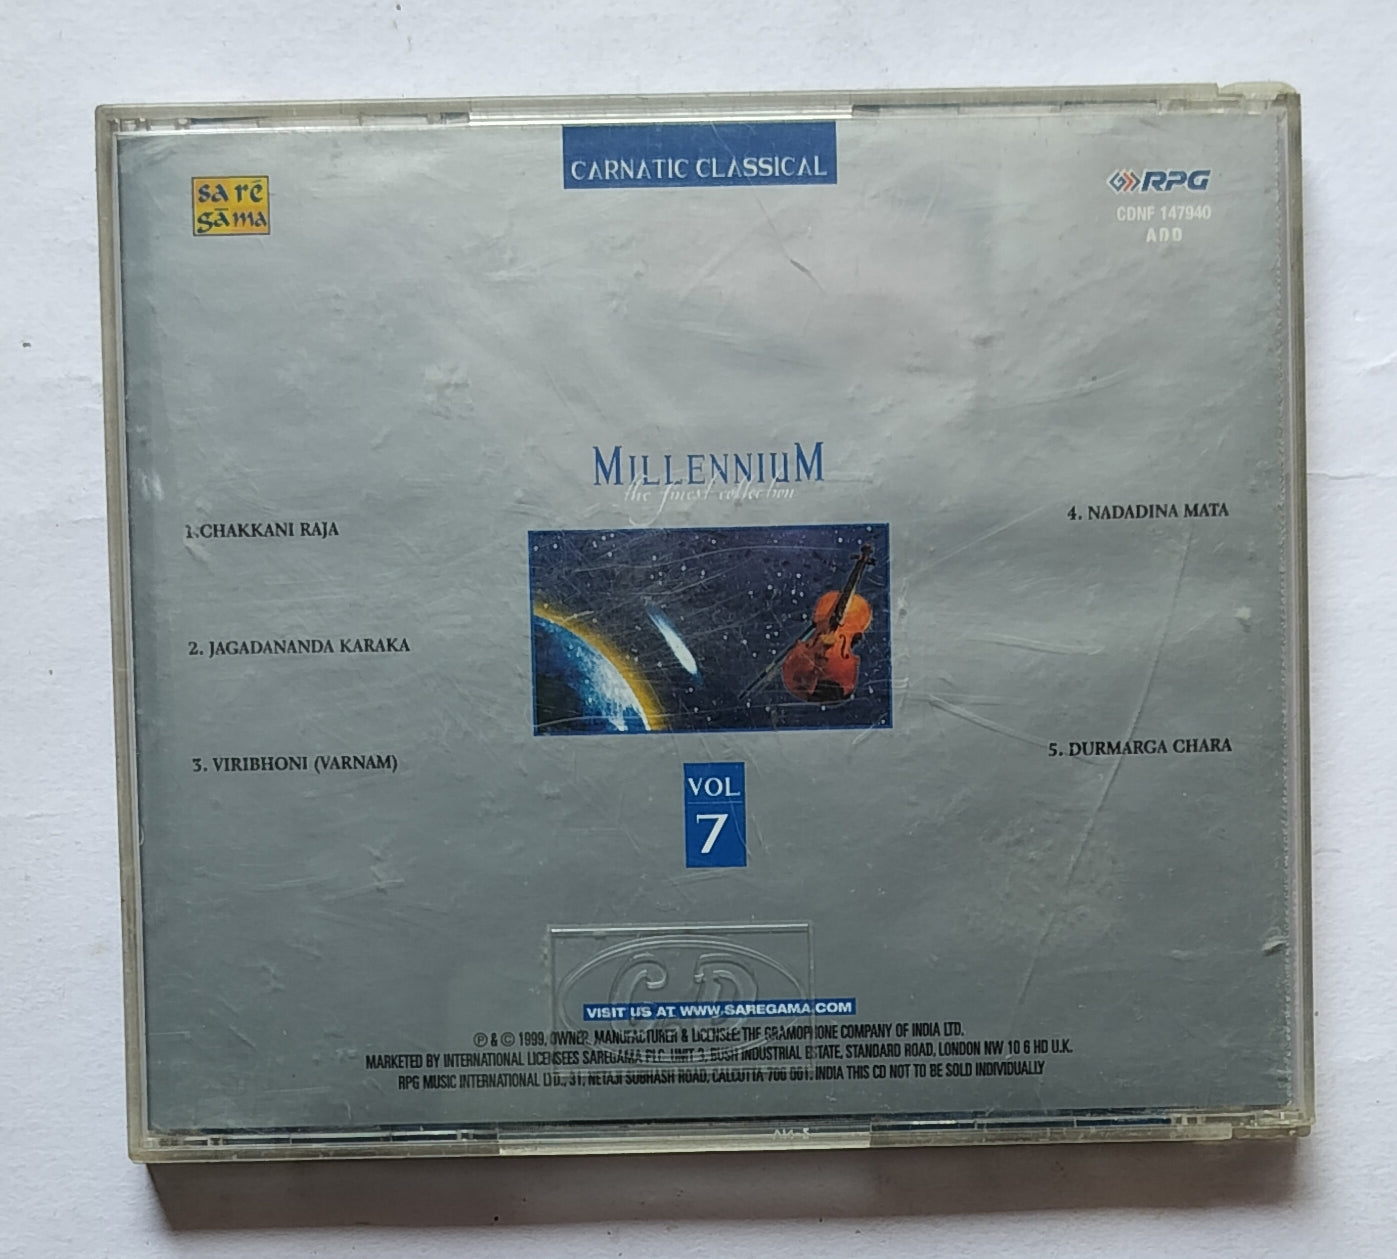 CARNATIC CLASSICAL
sa ré
gāma
RPG
CDNF 147940
ADD
MILLENNIUM
the finest collection
1.CHAKKANI RAJA
2. JAGADANANDA KARAKA
3. VIRIBHONI (VARNAM)
4. NADADINA MATA
5. DURMARGA CHARA
VOL
7
CD
VISIT US AT WWW.SAREGAMA.COM
℗ & © 1999, OWNER, MANUFACTURER & LICENSEE: THE GRAMOPHONE COMPANY OF INDIA LTD.
MARKETED BY INTERNATIONAL LICENSEES SAREGAMA PLC. UNIT 3, BUSH INDUSTRIAL ESTATE, STANDARD ROAD, LONDON NW 10 6 HD U.K.
RPG MUSIC INTERNATIONAL LTD., 31, NETAJI SUBHASH ROAD, CALCUTTA 700 001. INDIA THIS CD NOT TO BE SOLD INDIVIDUALLY